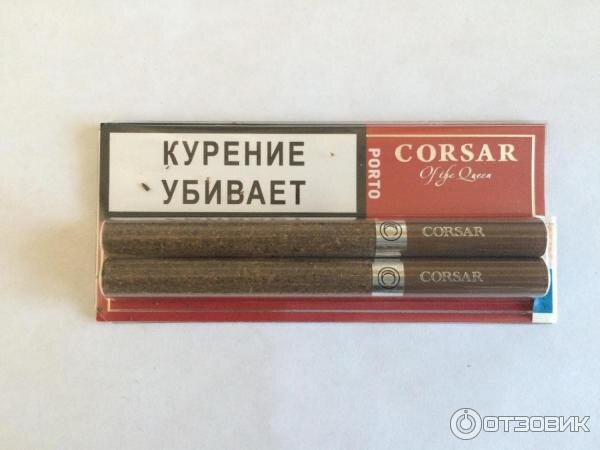 КУРЕНИЕ
УБИВАЕТ
PORTO
CORSAR
Of the Queen
© CORSAR
© CORSAR
ОТЗОВИК